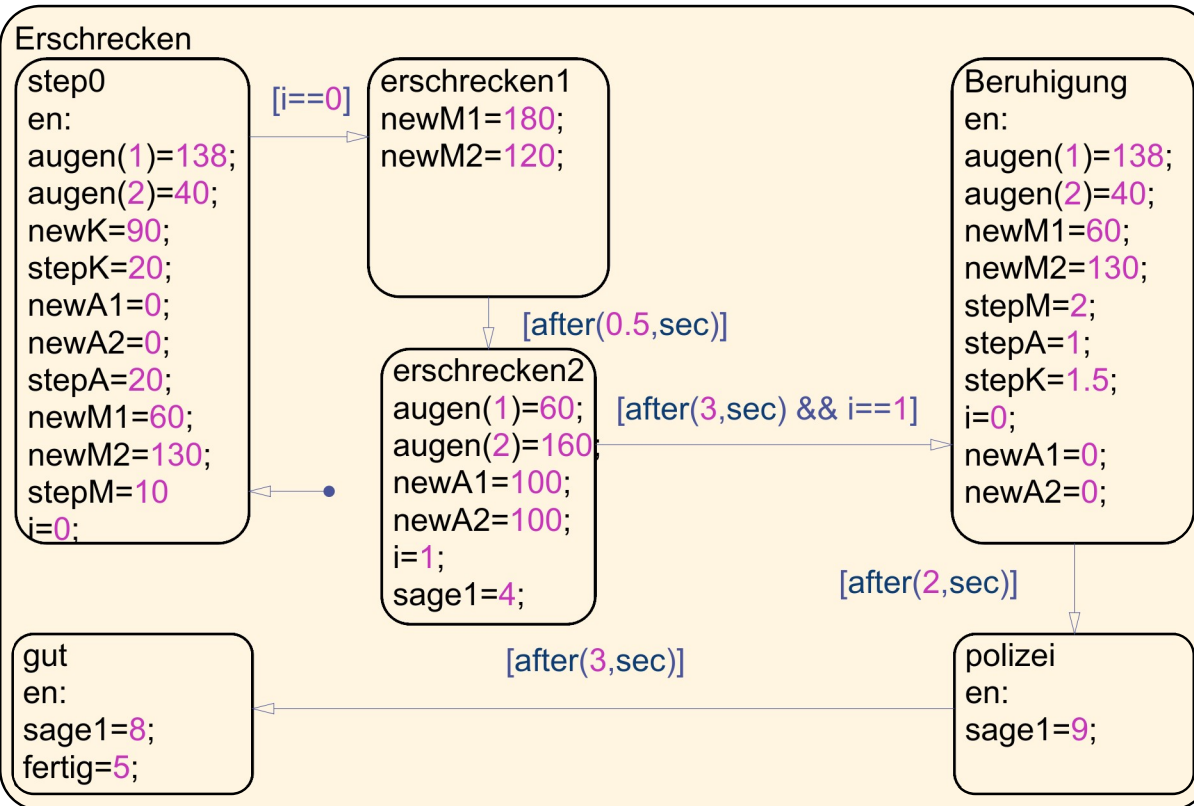 Erschrecken
step0
en:
augen(1)=138;
augen(2)=40;
newK=90;
stepK=20;
newA1=0;
newA2=0;
stepA=20;
newM1=60;
newM2=130;
stepM=10
i=0;
[i==0]
erschrecken1
newM1=180;
newM2=120;
[after(0.5,sec)]
erschrecken2
augen(1)=60;
augen(2)=160;
newA1=100;
newA2=100;
i=1;
sage1=4;
[after(3,sec) && i==1]
Beruhigung
en:
augen(1)=138;
augen(2)=40;
newM1=60;
newM2=130;
stepM=2;
stepA=1;
stepK=1.5;
i=0;
newA1=0;
newA2=0;
[after(2,sec)]
polizei
en:
sage1=9;
[after(3,sec)]
gut
en:
sage1=8;
fertig=5;